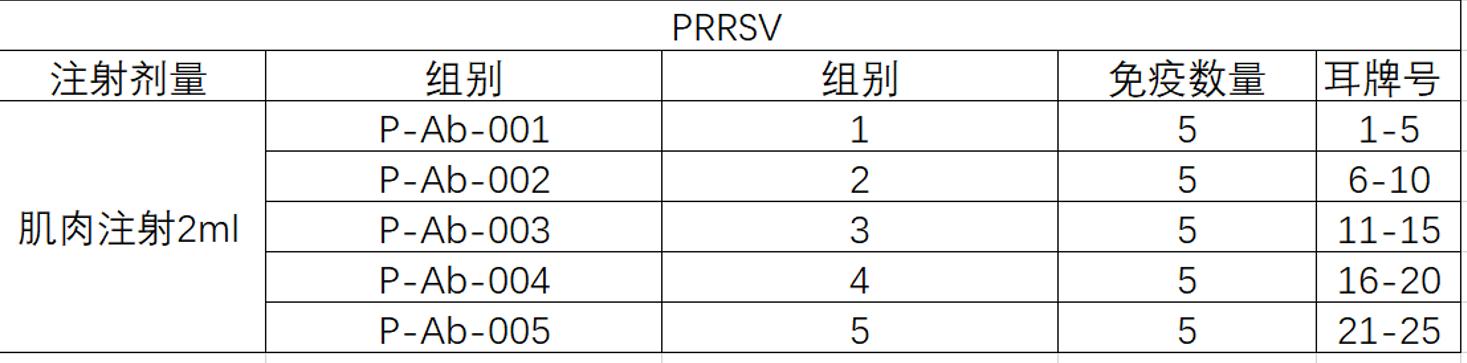 PRRSV
注射剂量 组别 组别 免疫数量 耳牌号
P-Ab-001 1 5 1-5
P-Ab-002 2 5 6-10
肌肉注射2ml P-Ab-003 3 5 11-15
P-Ab-004 4 5 16-20
P-Ab-005 5 5 21-25